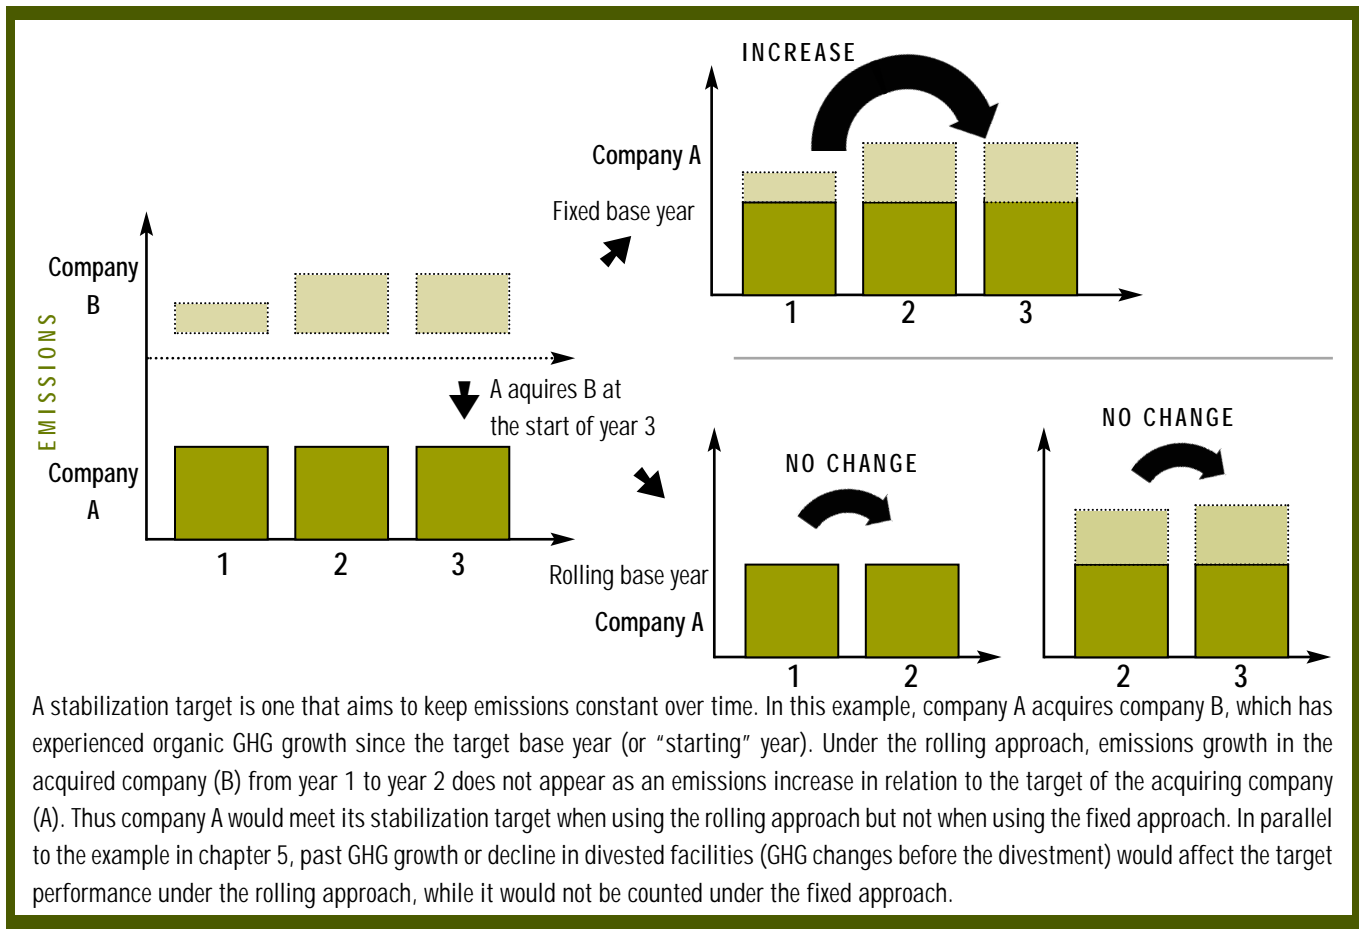 EMISSIONS
Company
B
Company
A
1 2 3
A aquires B at
the start of year 3
INCREASE
Company A
Fixed base year
1 2 3
NO CHANGE
Rolling base year
Company A
1 2
NO CHANGE
2 3
A stabilization target is one that aims to keep emissions constant over time. In this example, company A acquires company B, which has
experienced organic GHG growth since the target base year (or “starting” year). Under the rolling approach, emissions growth in the
acquired company (B) from year 1 to year 2 does not appear as an emissions increase in relation to the target of the acquiring company
(A). Thus company A would meet its stabilization target when using the rolling approach but not when using the fixed approach. In parallel
to the example in chapter 5, past GHG growth or decline in divested facilities (GHG changes before the divestment) would affect the target
performance under the rolling approach, while it would not be counted under the fixed approach.